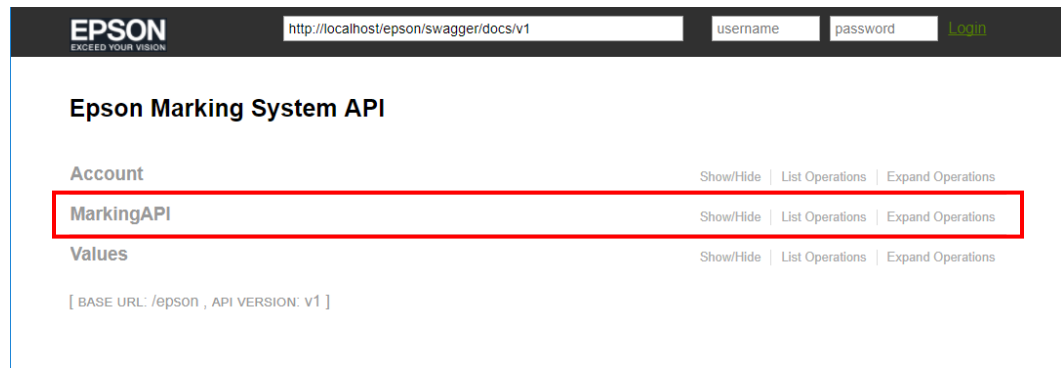 EPSON
EXCEED YOUR VISION
http://localhost/epson/swagger/docs/v1 username password Login
Epson Marking System API
Account Show/Hide List Operations Expand Operations
MarkingAPI Show/Hide List Operations Expand Operations
Values Show/Hide List Operations Expand Operations
[ BASE URL: /epson , API VERSION: v1 ]